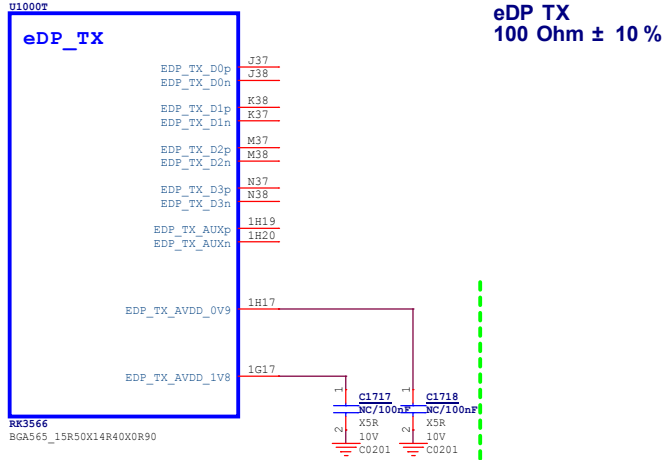 U1000T
eDP TX
100 Ohm ± 10 %
eDP_TX
EDP_TX_D0p J37
EDP_TX_D0n J38
EDP_TX_D1p K38
EDP_TX_D1n K37
EDP_TX_D2p M37
EDP_TX_D2n M38
EDP_TX_D3p N37
EDP_TX_D3n N38
EDP_TX_AUXp 1H19
EDP_TX_AUXn 1H20
EDP_TX_AVDD_0V9 1H17
EDP_TX_AVDD_1V8 1G17
1 C1717 1 C1718
NC/100nF NC/100nF
2 X5R 2 X5R
10V 10V
C0201 C0201
RK3566
BGA565_15R50X14R40X0R90